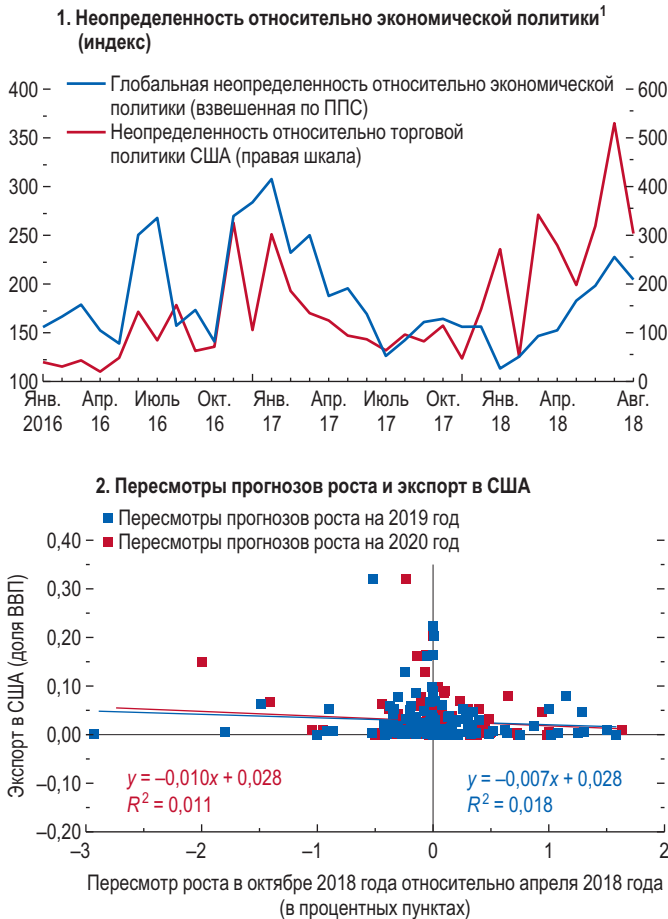 1. Неопределенность относительно экономической политики¹
(индекс)
Глобальная неопределенность относительно экономической
политики (взвешенная по ППС)
Неопределенность относительно торговой
политики США (правая шкала)
400
350
300
250
200
150
100
600
500
400
300
200
100
0
Янв. Апр. Июль Окт. Янв. Апр. Июль Окт. Янв. Апр. Авг.
2016 16 16 16 17 17 17 17 18 18 18
2. Пересмотры прогнозов роста и экспорт в США
Пересмотры прогнозов роста на 2019 год
Пересмотры прогнозов роста на 2020 год
Экспорт в США (доля ВВП)
0,40
0,30
0,20
0,10
0,00
–0,10
–0,20
y = –0,010x + 0,028
R² = 0,011
y = –0,007x + 0,028
R² = 0,018
–3 –2 –1 0 1 2
Пересмотр роста в октябре 2018 года относительно апреля 2018 года
(в процентных пунктах)